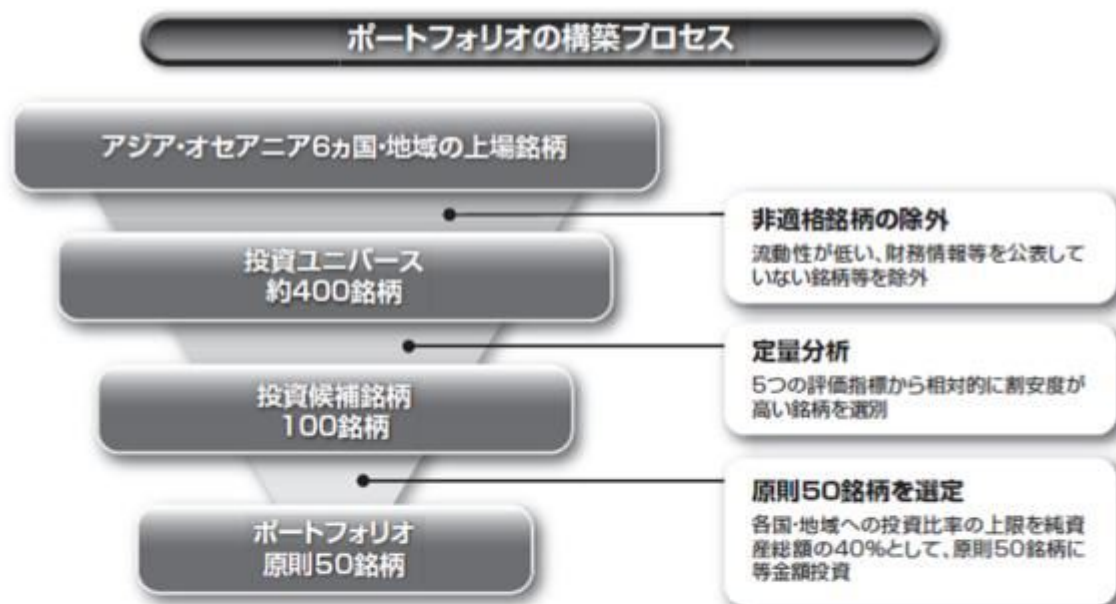 ポートフォリオの構築プロセス
アジア・オセアニア6ヵ国・地域の上場銘柄
投資ユニバース
約400銘柄
投資候補銘柄
100銘柄
ポートフォリオ
原則50銘柄
非適格銘柄の除外
流動性が低い、財務情報等を公表して
いない銘柄等を除外
定量分析
5つの評価指標から相対的に割安度が
高い銘柄を選別
原則50銘柄を選定
各国・地域への投資比率の上限を純資
産総額の40%として、原則50銘柄に
等金額投資